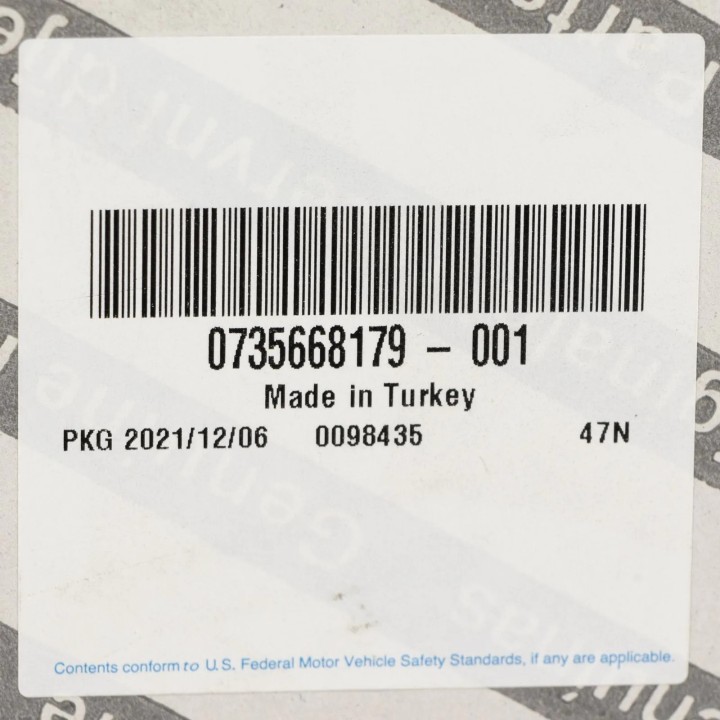 0735668179 - 001
Made in Turkey
PKG 2021/12/06 0098435 47N
Genuine
Contents conform to U.S. Federal Motor Vehicle Safety Standards, if any are applicable.